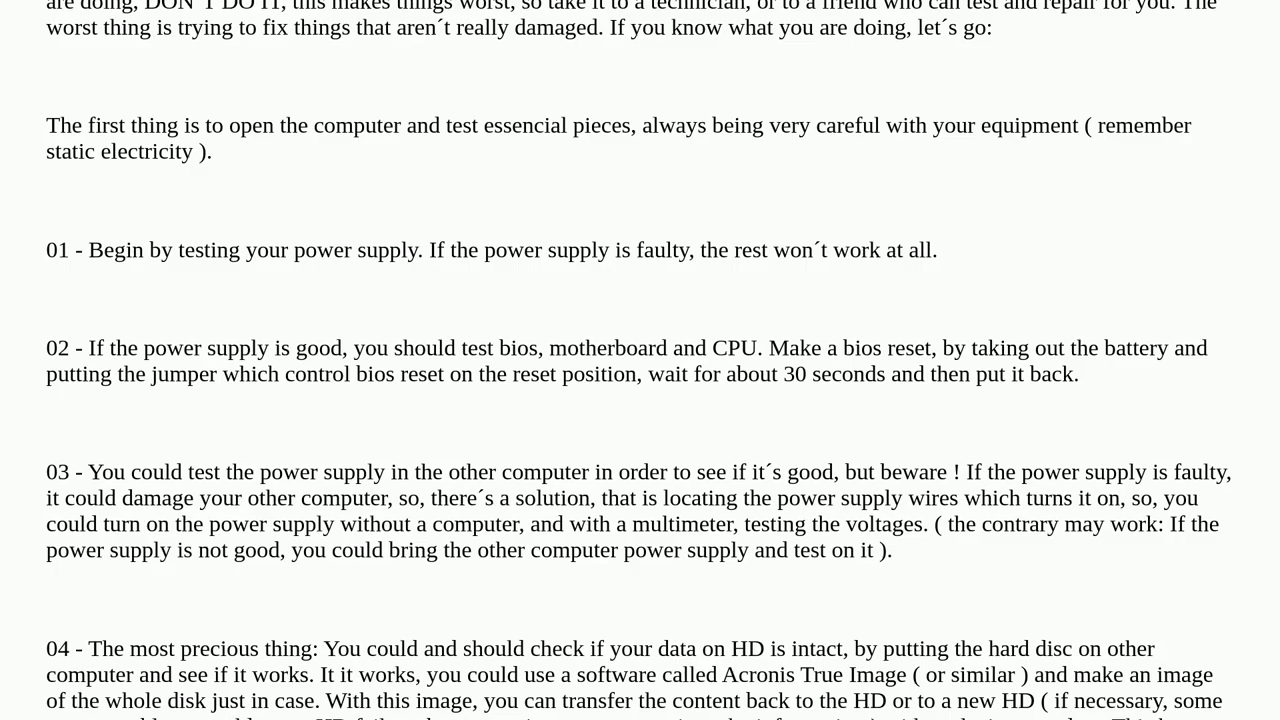 are doing, DON´T DO IT, this makes things worst, so take it to a technician, or to a friend who can test and repair for you. The
worst thing is trying to fix things that aren´t really damaged. If you know what you are doing, let´s go:
The first thing is to open the computer and test essencial pieces, always being very careful with your equipment ( remember
static electricity ).
01 - Begin by testing your power supply. If the power supply is faulty, the rest won´t work at all.
02 - If the power supply is good, you should test bios, motherboard and CPU. Make a bios reset, by taking out the battery and
putting the jumper which control bios reset on the reset position, wait for about 30 seconds and then put it back.
03 - You could test the power supply in the other computer in order to see if it´s good, but beware ! If the power supply is faulty,
it could damage your other computer, so, there´s a solution, that is locating the power supply wires which turns it on, so, you
could turn on the power supply without a computer, and with a multimeter, testing the voltages. ( the contrary may work: If the
power supply is not good, you could bring the other computer power supply and test on it ).
04 - The most precious thing: You could and should check if your data on HD is intact, by putting the hard disc on other
computer and see if it works. It it works, you could use a software called Acronis True Image ( or similar ) and make an image
of the whole disk just in case. With this image, you can transfer the content back to the HD or to a new HD ( if necessary, some